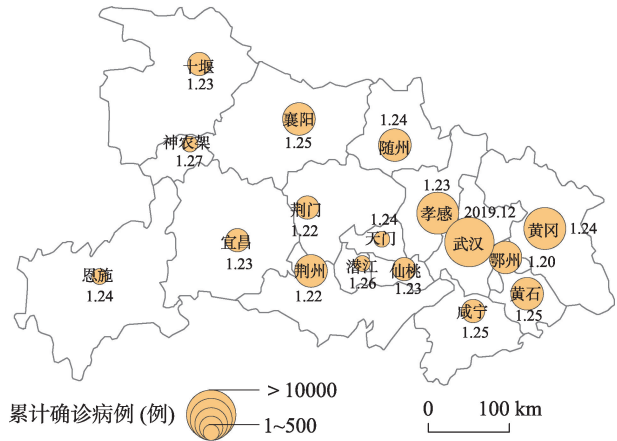 十堰
1.23
神农架
1.27
襄阳
1.25
1.24
随州
1.23
孝感
2019.12
武汉
黄冈
1.24
鄂州
1.20
黄石
1.25
咸宁
1.25
荆门
1.22
1.24
天门
宜昌
1.23
荆州
1.22
潜江
1.26
仙桃
1.23
恩施
1.24
累计确诊病例 (例)
> 10000
1~500
0 100 km